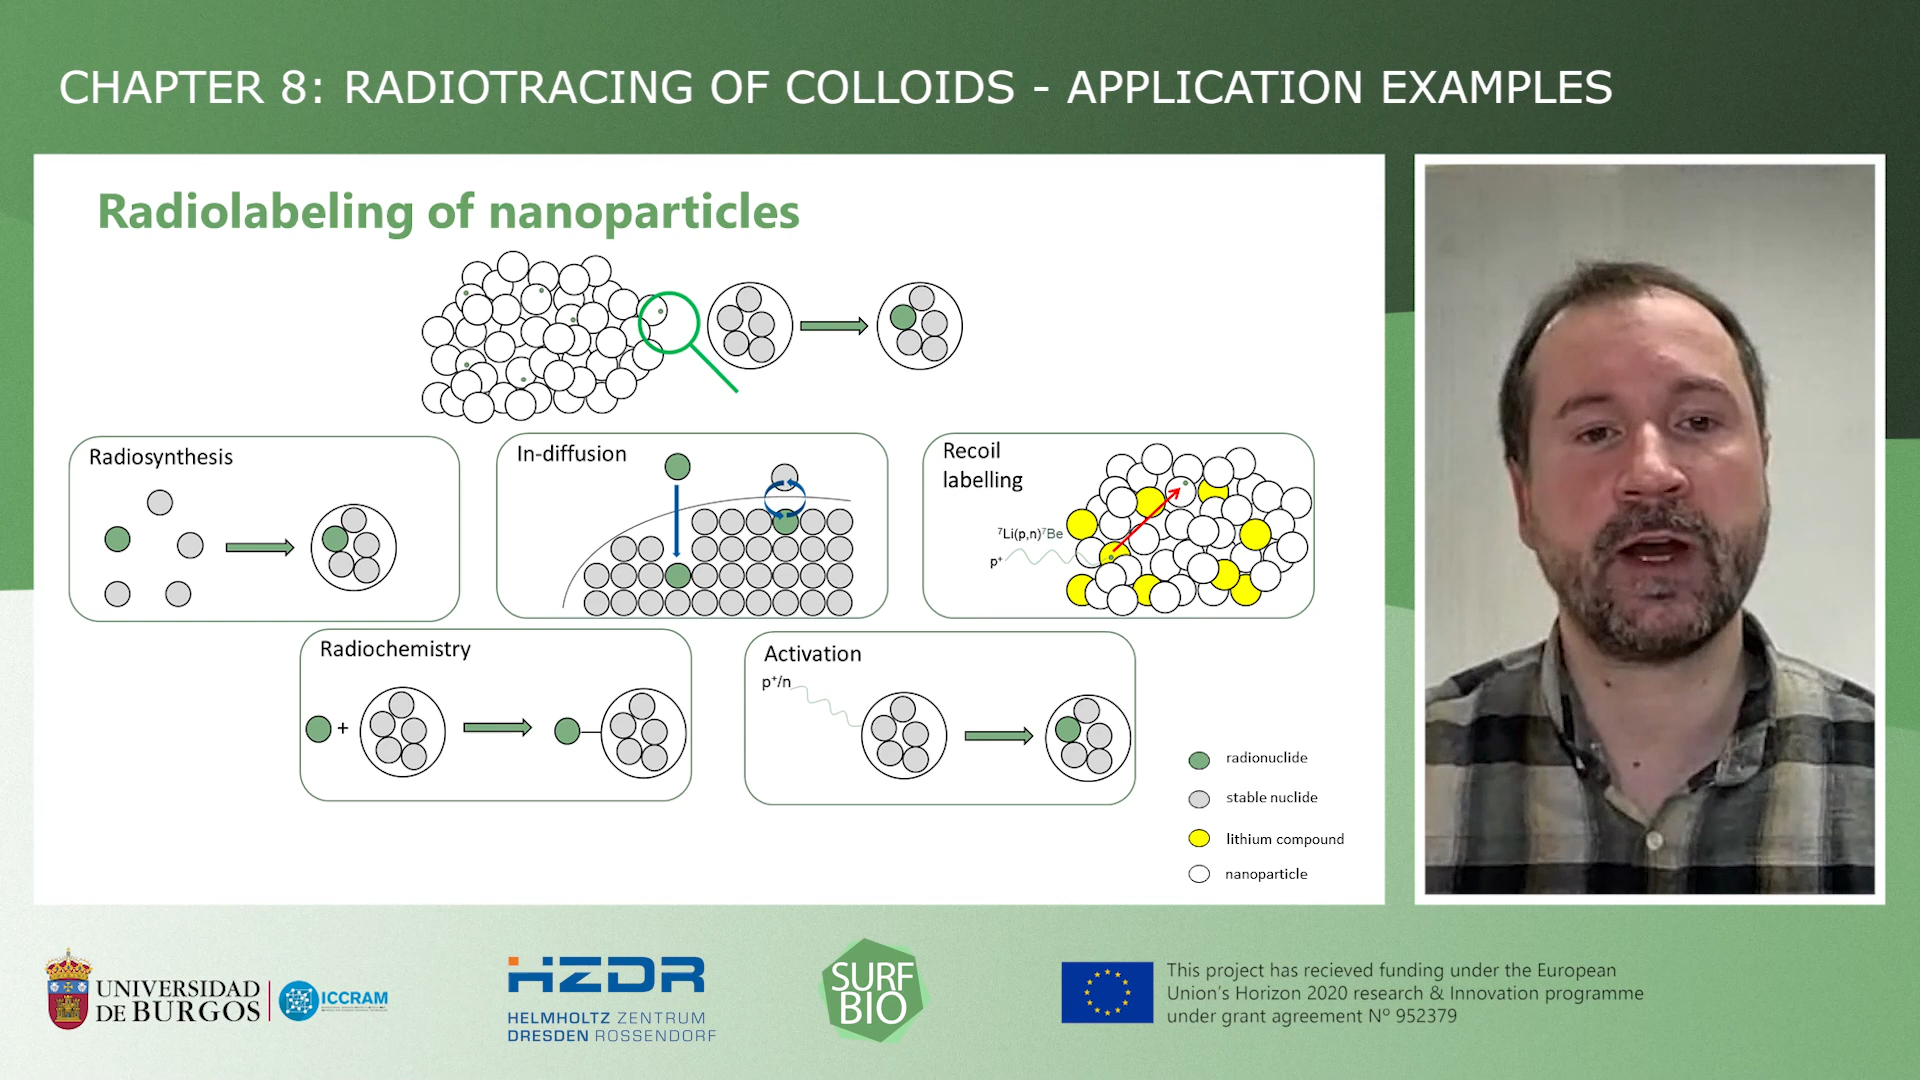 CHAPTER 8: RADIOTRACING OF COLLOIDS - APPLICATION EXAMPLES
Radiolabeling of nanoparticles
Radiosynthesis
In-diffusion
Recoil
labelling
⁷Li(p,n)⁷Be
p⁺
Radiochemistry
+
Activation
p⁺/n
radionuclide
stable nuclide
lithium compound
nanoparticle
UNIVERSIDAD
DE BURGOS
ICCRAM
HZDR
HELMHOLTZ ZENTRUM
DRESDEN ROSSENDORF
SURF
BIO
This project has recieved funding under the European
Union's Horizon 2020 research & Innovation programme
under grant agreement Nº 952379